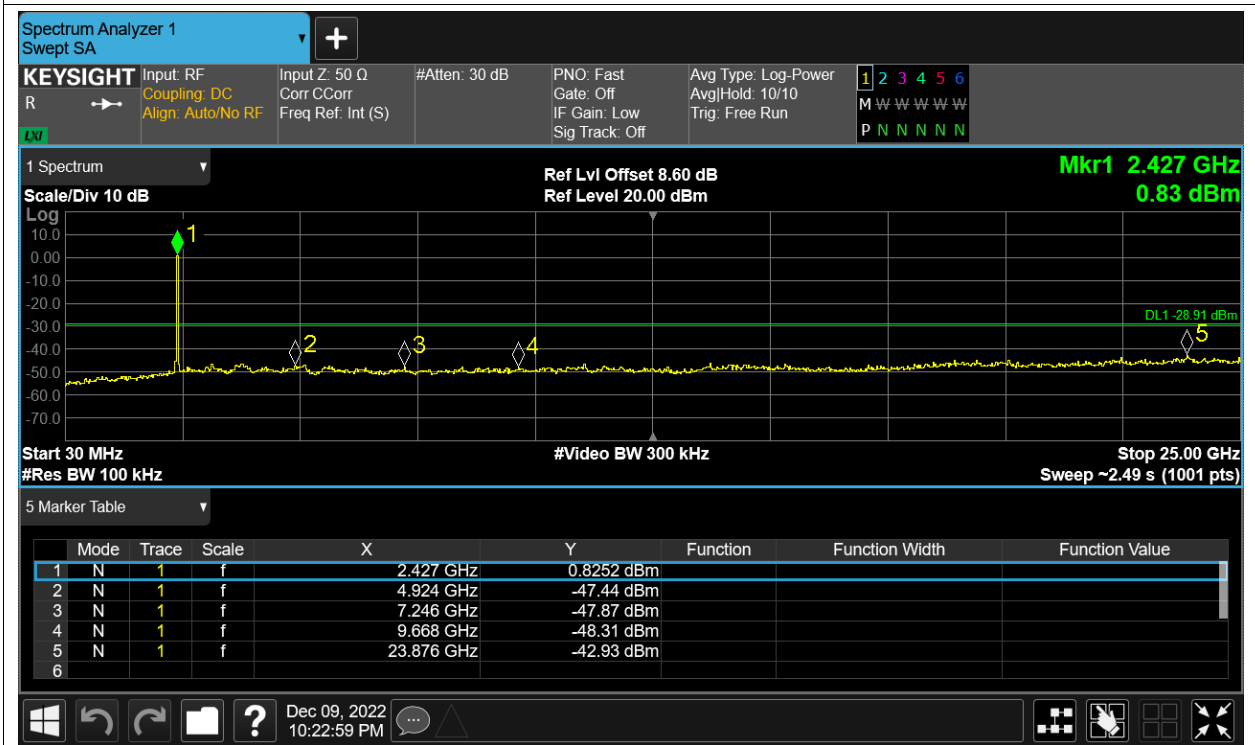 Spectrum Analyzer 1
Swept SA
+
KEYSIGHT Input: RF Input Z: 50 Ω #Atten: 30 dB PNO: Fast Avg Type: Log-Power 1 2 3 4 5 6
R Coupling: DC Corr CCorr Gate: Off Avg|Hold: 10/10 M W W W W W W
Align: Auto/No RF Freq Ref: Int (S) IF Gain: Low Trig: Free Run
LXI Sig Track: Off P N N N N N N
1 Spectrum Ref Lvl Offset 8.60 dB Mkr1 2.427 GHz
Scale/Div 10 dB Ref Level 20.00 dBm 0.83 dBm
Log
10.0 1
0.00
-10.0
-20.0
DL1 -28.91 dBm
-30.0
-40.0 2 3 4 5
-50.0
-60.0
-70.0
Start 30 MHz #Video BW 300 kHz Stop 25.00 GHz
#Res BW 100 kHz Sweep ~2.49 s (1001 pts)
5 Marker Table
Mode Trace Scale X Y Function Function Width Function Value
1 N 1 f 2.427 GHz 0.8252 dBm
2 N 1 f 4.924 GHz -47.44 dBm
3 N 1 f 7.246 GHz -47.87 dBm
4 N 1 f 9.668 GHz -48.31 dBm
5 N 1 f 23.876 GHz -42.93 dBm
6
? Dec 09, 2022
10:22:59 PM